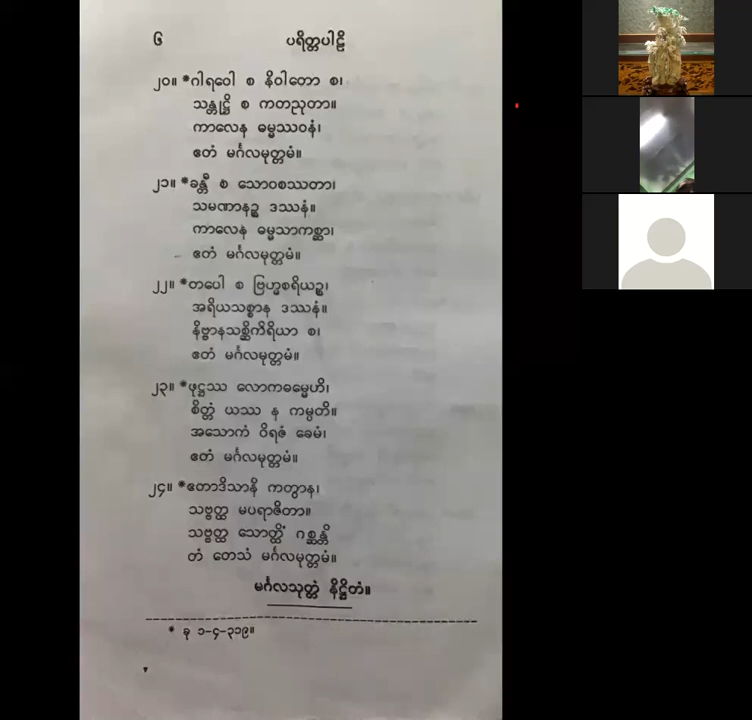 ၆ ပရိတ္တပါဠိ
၂၀။ *ဂါရဝေါ စ နိဝါတော စ၊
သန္တုဋ္ဌိ စ ကတညုတာ။
ကာလေန ဓမ္မဿဝနံ၊
ဧတံ မင်္ဂလမုတ္တမံ။
၂၁။ *ခန္တီ စ သောဝစဿတာ၊
သမဏာနဉ္စ ဒဿနံ။
ကာလေန ဓမ္မသာကစ္ဆာ၊
ဧတံ မင်္ဂလမုတ္တမံ။
၂၂။ *တပေါ စ ဗြဟ္မစရိယဉ္စ၊
အရိယသစ္စာန ဒဿနံ။
နိဗ္ဗာနသစ္ဆိကိရိယာ စ၊
ဧတံ မင်္ဂလမုတ္တမံ။
၂၃။ *ဖုဋ္ဌဿ လောကဓမ္မေဟိ၊
စိတ္တံ ယဿ န ကမ္ပတိ။
အသောကံ ဝိရဇံ ခေမံ၊
ဧတံ မင်္ဂလမုတ္တမံ။
၂၄။ *ဧတာဒိသာနိ ကတွာန၊
သဗ္ဗတ္ထ မပရာဇိတာ။
သဗ္ဗတ္ထ သောတ္ထိံ ဂစ္ဆန္တိ
တံ တေသံ မင်္ဂလမုတ္တမံ။
မင်္ဂလသုတ္တံ နိဋ္ဌိတံ။
* ခု ၁-၄-၃၁၉။